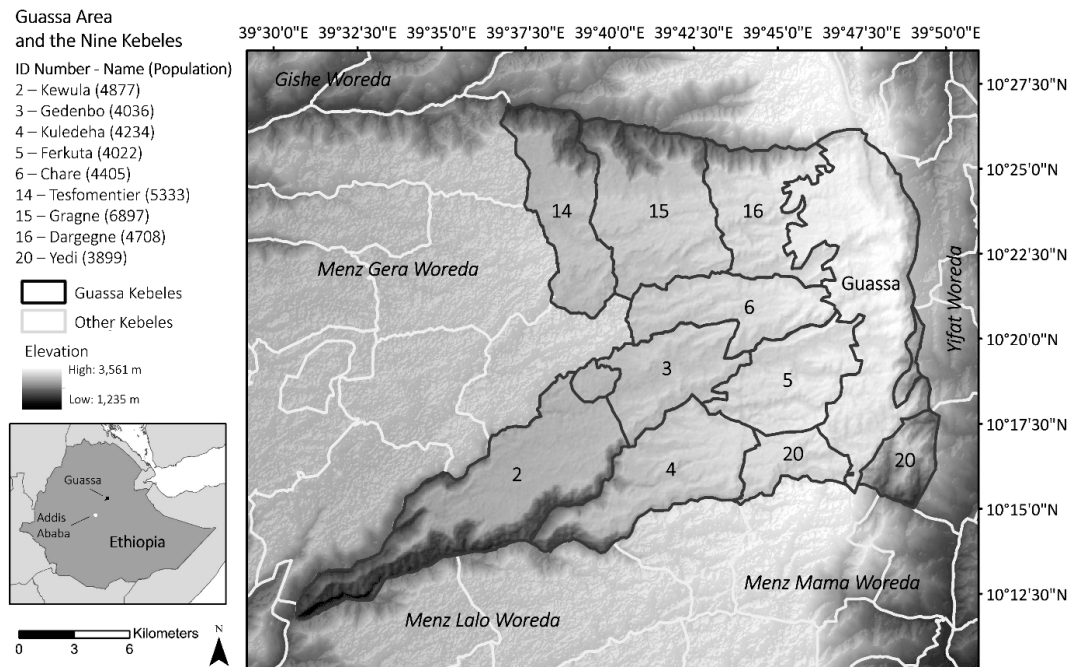 Guassa Area
and the Nine Kebeles
ID Number - Name (Population)
2 – Kewula (4877)
3 – Gedenbo (4036)
4 – Kuledeha (4234)
5 – Ferkuta (4022)
6 – Chare (4405)
14 – Tesfomentier (5333)
15 – Gragne (6897)
16 – Dargegne (4708)
20 – Yedi (3899)
Guassa Kebeles
Other Kebeles
Elevation
High: 3,561 m
Low: 1,235 m
Guassa
Addis
Ababa
Ethiopia
0 3 6 Kilometers
N
39°30'0"E 39°32'30"E 39°35'0"E 39°37'30"E 39°40'0"E 39°42'30"E 39°45'0"E 39°47'30"E 39°50'0"E
Gishe Woreda
10°27'30"N
10°25'0"N
14 15 16
10°22'30"N
Menz Gera Woreda
Guassa
Yifat Woreda
6
10°20'0"N
3
5
10°17'30"N
2
4
20
20
10°15'0"N
Menz Mama Woreda
10°12'30"N
Menz Lalo Woreda